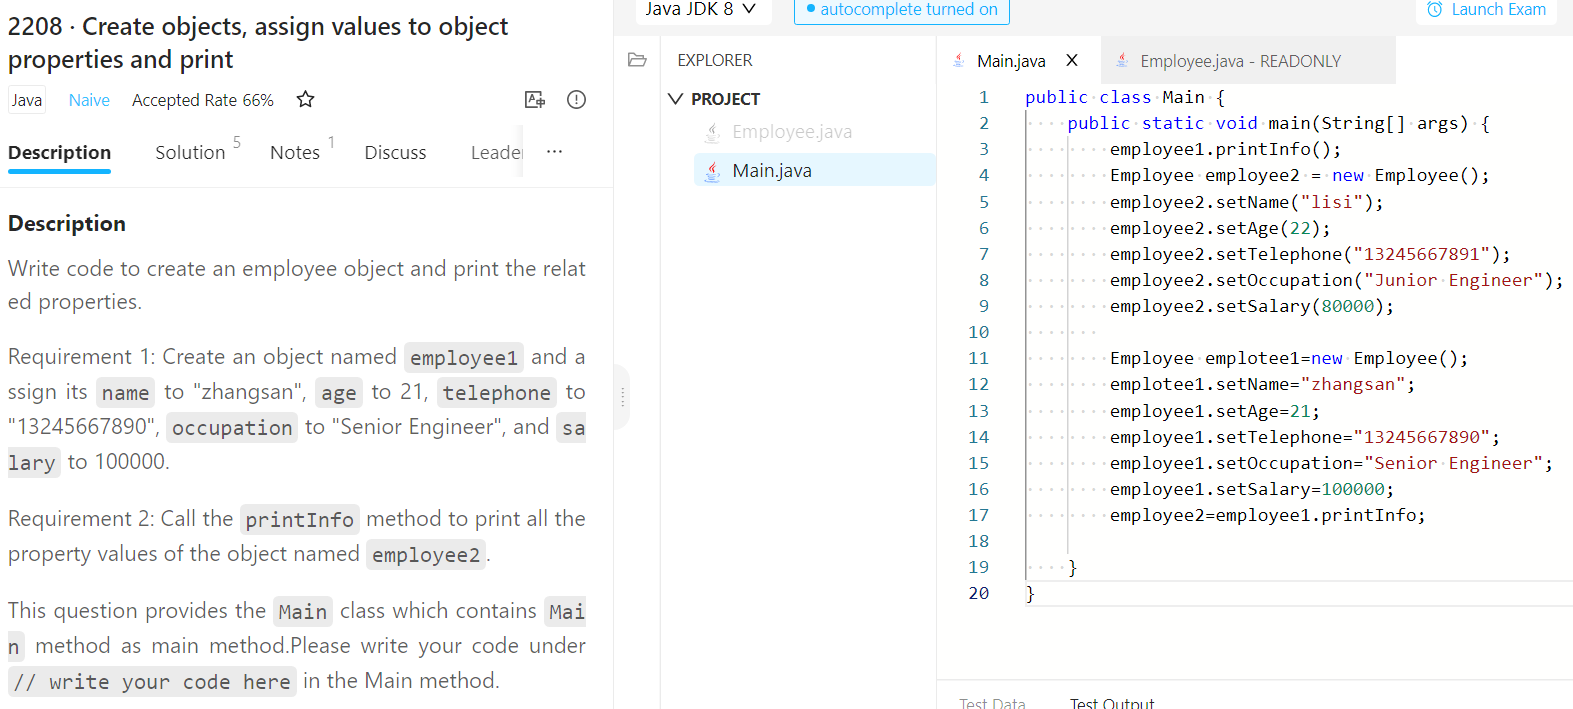 2208 · Create objects, assign values to object
properties and print
Java Naive Accepted Rate 66%
Description Solution 5 Notes 1 Discuss Leader ...
Description
Write code to create an employee object and print the relat
ed properties.
Requirement 1: Create an object named employee1 and a
ssign its name to "zhangsan", age to 21, telephone to
"13245667890", occupation to "Senior Engineer", and sa
lary to 100000.
Requirement 2: Call the printInfo method to print all the
property values of the object named employee2.
This question provides the Main class which contains Mai
n method as main method.Please write your code under
// write your code here in the Main method.
Java JDK 8 autocomplete turned on Launch Exam
EXPLORER
PROJECT
Employee.java
Main.java
Main.java X Employee.java - READONLY
1 public class Main {
2 public static void main(String[] args) {
3 employee1.printInfo();
4 Employee employee2 = new Employee();
5 employee2.setName("lisi");
6 employee2.setAge(22);
7 employee2.setTelephone("13245667891");
8 employee2.setOccupation("Junior Engineer");
9 employee2.setSalary(80000);
10
11 Employee emplotee1=new Employee();
12 emplotee1.setName="zhangsan";
13 employee1.setAge=21;
14 employee1.setTelephone="13245667890";
15 employee1.setOccupation="Senior Engineer";
16 employee1.setSalary=100000;
17 employee2=employee1.printInfo;
18
19 }
20 }
Test Data Test Output